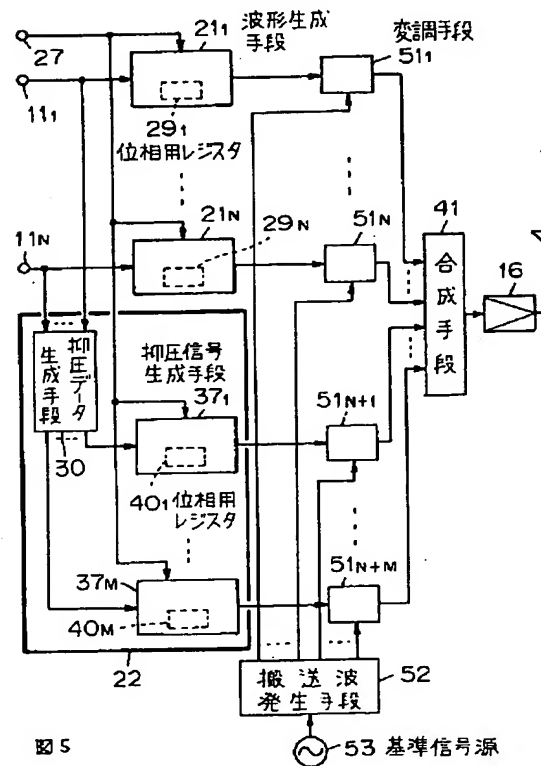 27
11₁
21₁
波形生成
手段
29₁
位相用レジスタ
変調手段
51₁
11N
21N
29N
51N
41
合成手段
16
抑圧データ
生成手段
30
抑圧信号
生成手段
37₁
40₁
位相用
レジスタ
51N+1
37M
40M
51N+M
22
搬送波
発生手段
52
53 基準信号源
図5